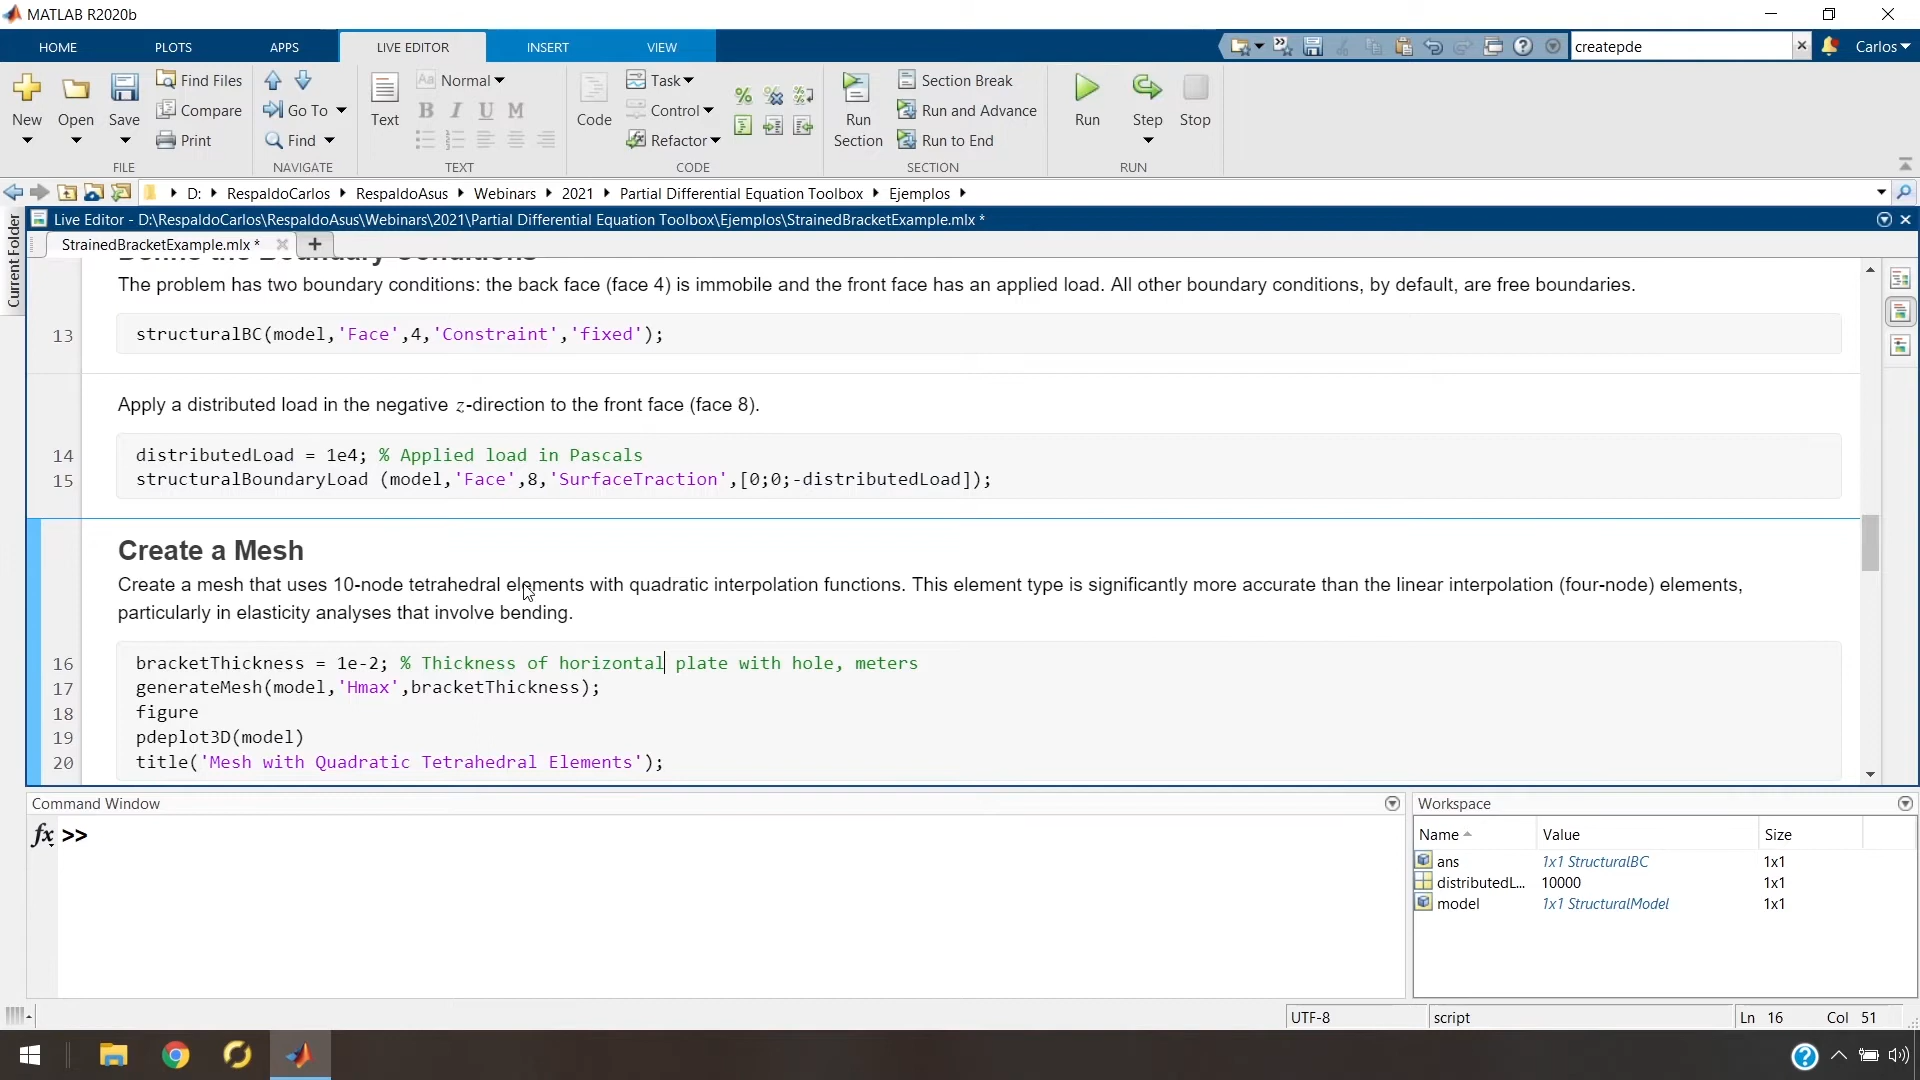 MATLAB R2020b
HOME PLOTS APPS LIVE EDITOR INSERT VIEW createpde Carlos
New Open Save Find Files Compare Print
FILE
Go To Find
NAVIGATE
Text Aa Normal B I U M
TEXT
Code Task Control Refactor
CODE
Run Section Section Break Run and Advance Run to End
SECTION
Run Step Stop
RUN
D: RespaldoCarlos RespaldoAsus Webinars 2021 Partial Differential Equation Toolbox Ejemplos
Current Folder
Live Editor - D:\RespaldoCarlos\RespaldoAsus\Webinars\2021\Partial Differential Equation Toolbox\Ejemplos\StrainedBracketExample.mlx *
StrainedBracketExample.mlx *
Define the Boundary Conditions
The problem has two boundary conditions: the back face (face 4) is immobile and the front face has an applied load. All other boundary conditions, by default, are free boundaries.
13 structuralBC(model,'Face',4,'Constraint','fixed');
Apply a distributed load in the negative z-direction to the front face (face 8).
14 distributedLoad = 1e4; % Applied load in Pascals
15 structuralBoundaryLoad (model,'Face',8,'SurfaceTraction',[0;0;-distributedLoad]);
Create a Mesh
Create a mesh that uses 10-node tetrahedral elements with quadratic interpolation functions. This element type is significantly more accurate than the linear interpolation (four-node) elements,
particularly in elasticity analyses that involve bending.
16 bracketThickness = 1e-2; % Thickness of horizontal plate with hole, meters
17 generateMesh(model,'Hmax',bracketThickness);
18 figure
19 pdeplot3D(model)
20 title('Mesh with Quadratic Tetrahedral Elements');
Command Window
fx >>
Workspace
Name Value Size
ans 1x1 StructuralBC 1x1
distributedL... 10000 1x1
model 1x1 StructuralModel 1x1
UTF-8 script Ln 16 Col 51